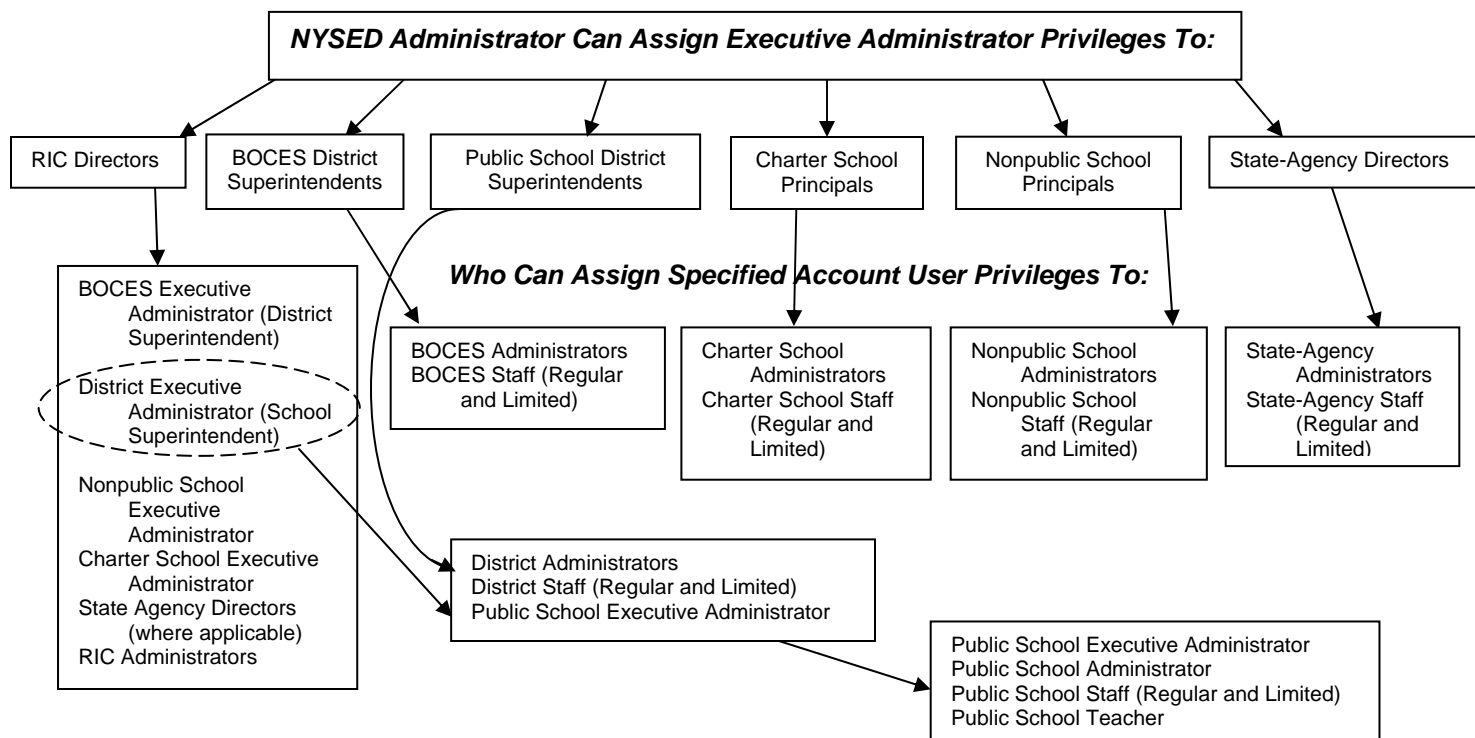 NYSED Administrator Can Assign Executive Administrator Privileges To:
RIC Directors
BOCES District
Superintendents
Public School District
Superintendents
Charter School
Principals
Nonpublic School
Principals
State-Agency Directors
Who Can Assign Specified Account User Privileges To:
BOCES Executive
Administrator (District
Superintendent)
District Executive
Administrator (School
Superintendent)
Nonpublic School
Executive
Administrator
Charter School Executive
Administrator
State Agency Directors
(where applicable)
RIC Administrators
BOCES Administrators
BOCES Staff (Regular
and Limited)
Charter School
Administrators
Charter School Staff
(Regular and
Limited)
Nonpublic School
Administrators
Nonpublic School
Staff (Regular
and Limited)
State-Agency
Administrators
State-Agency Staff
(Regular and
Limited)
District Administrators
District Staff (Regular and Limited)
Public School Executive Administrator
Public School Executive Administrator
Public School Administrator
Public School Staff (Regular and Limited)
Public School Teacher